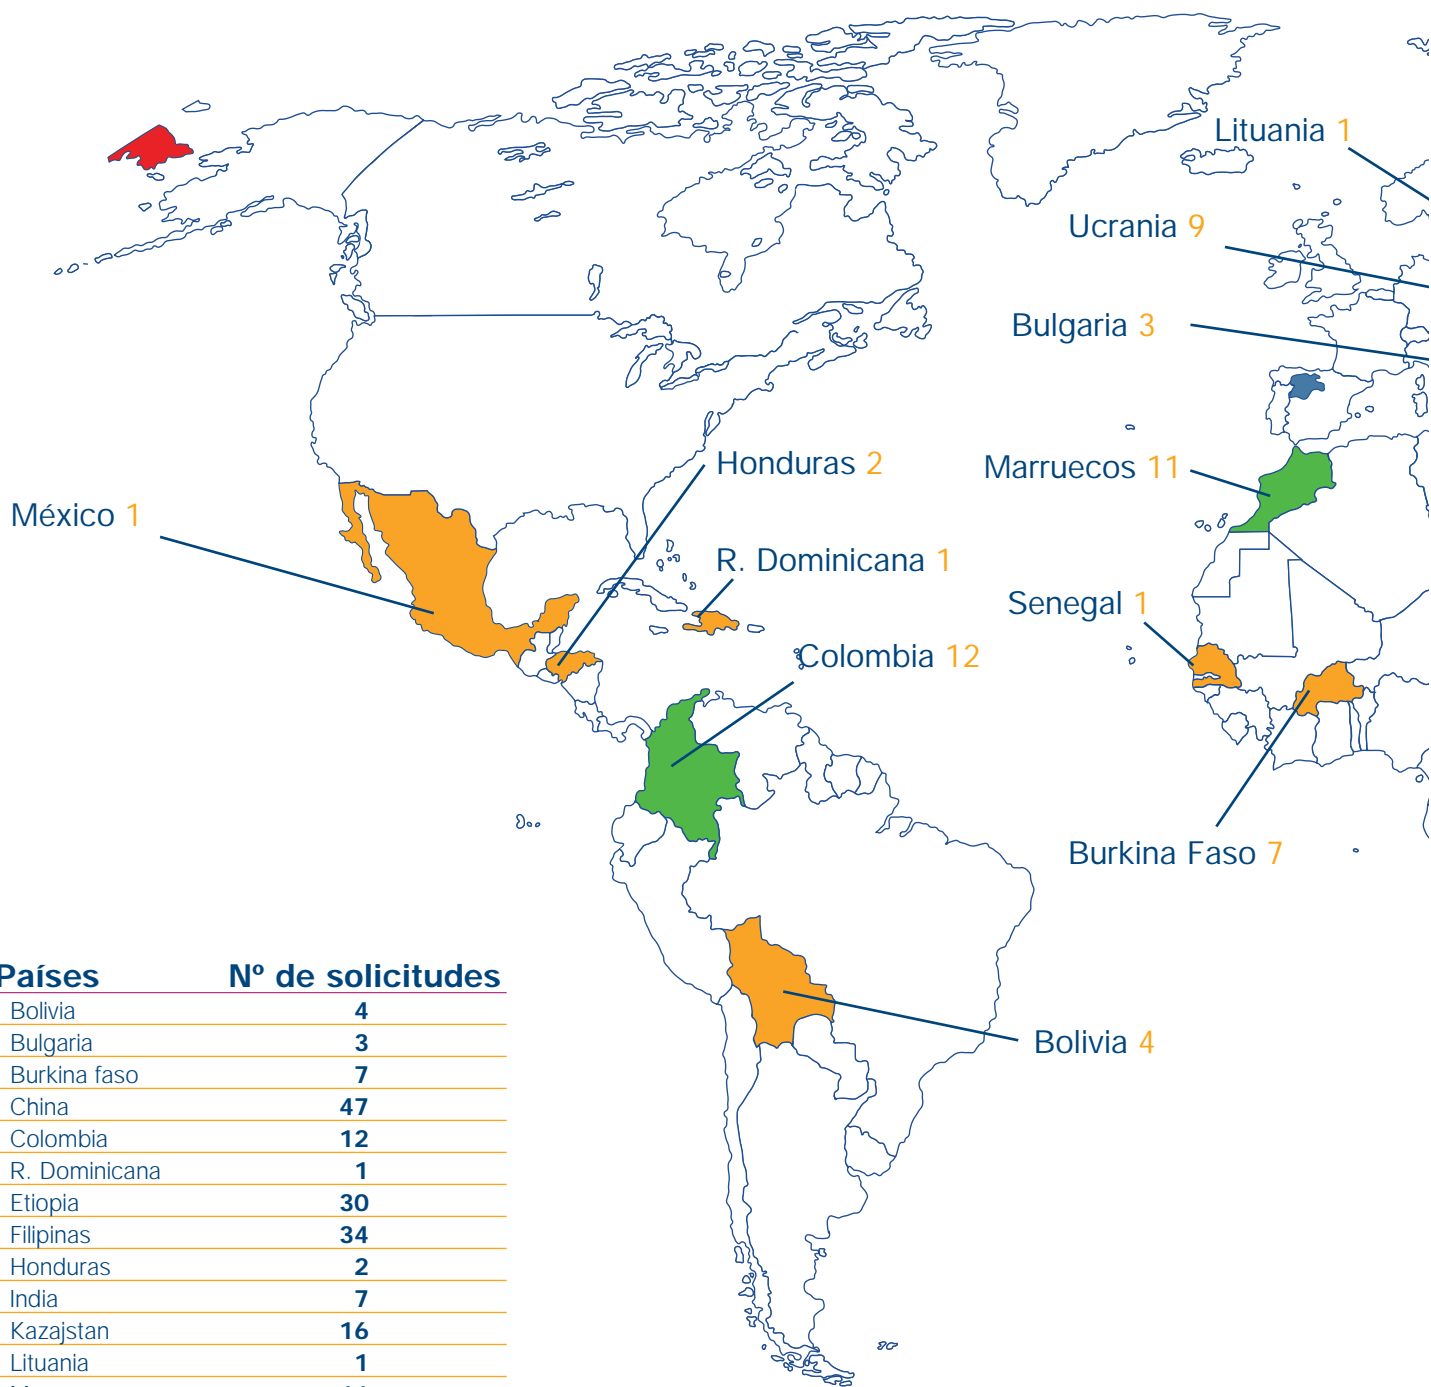 Lituania 1
Ucrania 9
Bulgaria 3
Honduras 2
Marruecos 11
México 1
R. Dominicana 1
Senegal 1
Colombia 12
Burkina Faso 7
Bolivia 4
Países Nº de solicitudes
Bolivia 4
Bulgaria 3
Burkina faso 7
China 47
Colombia 12
R. Dominicana 1
Etiopia 30
Filipinas 34
Honduras 2
India 7
Kazajstan 16
Lituania 1